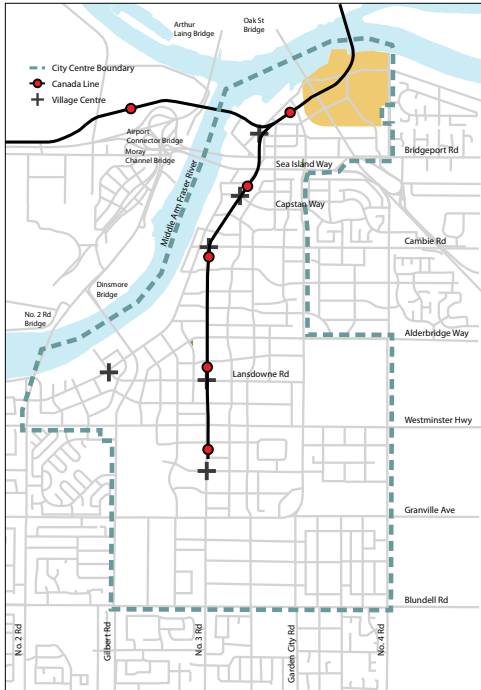 Arthur
Laing Bridge
Oak St
Bridge
City Centre Boundary
Canada Line
Village Centre
Airport
Connector Bridge
Moray
Channel Bridge
Bridgeport Rd
Sea Island Way
Middle Arm Fraser River
Capstan Way
Cambie Rd
Dinsmore
Bridge
No. 2 Rd
Bridge
Alderbridge Way
Lansdowne Rd
Westminster Hwy
Granville Ave
Blundell Rd
No. 2 Rd
Gilbert Rd
No. 3 Rd
Garden City Rd
No. 4 Rd